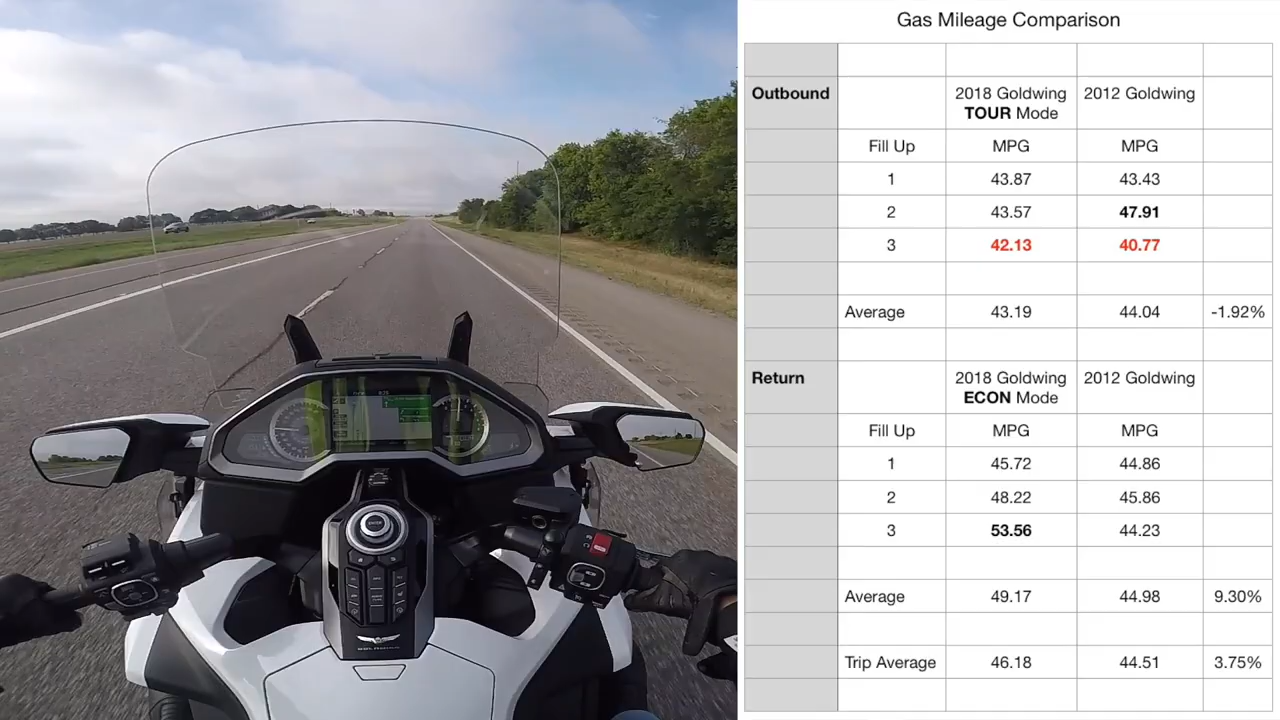 Gas Mileage Comparison
Outbound 2018 Goldwing 2012 Goldwing
TOUR Mode
Fill Up MPG MPG
1 43.87 43.43
2 43.57 47.91
3 42.13 40.77
Average 43.19 44.04 -1.92%
Return 2018 Goldwing 2012 Goldwing
ECON Mode
Fill Up MPG MPG
1 45.72 44.86
2 48.22 45.86
3 53.56 44.23
Average 49.17 44.98 9.30%
Trip Average 46.18 44.51 3.75%